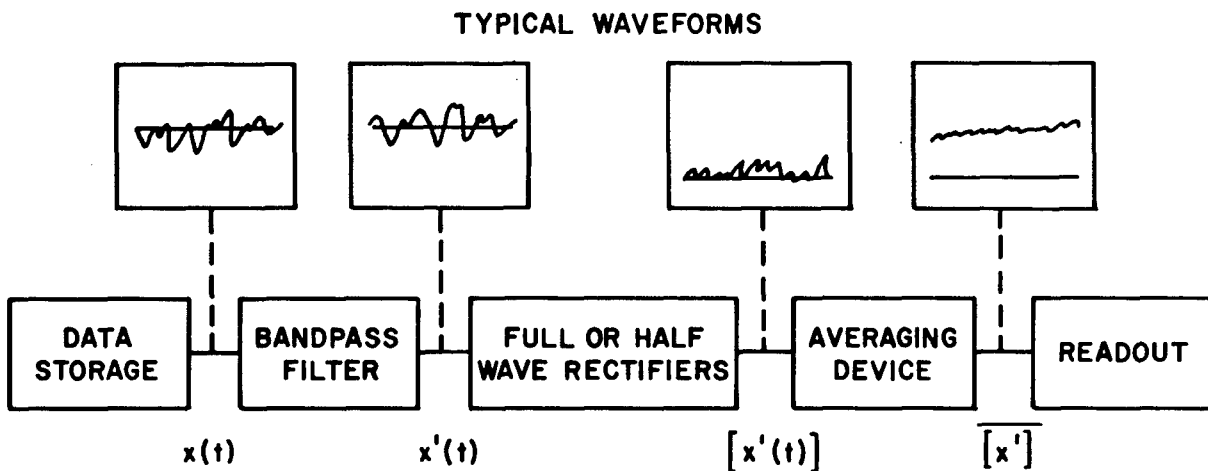 TYPICAL WAVEFORMS
DATA
STORAGE
BANDPASS
FILTER
FULL OR HALF
WAVE RECTIFIERS
AVERAGING
DEVICE
READOUT
x(t)
x'(t)
[x'(t)]
[x']